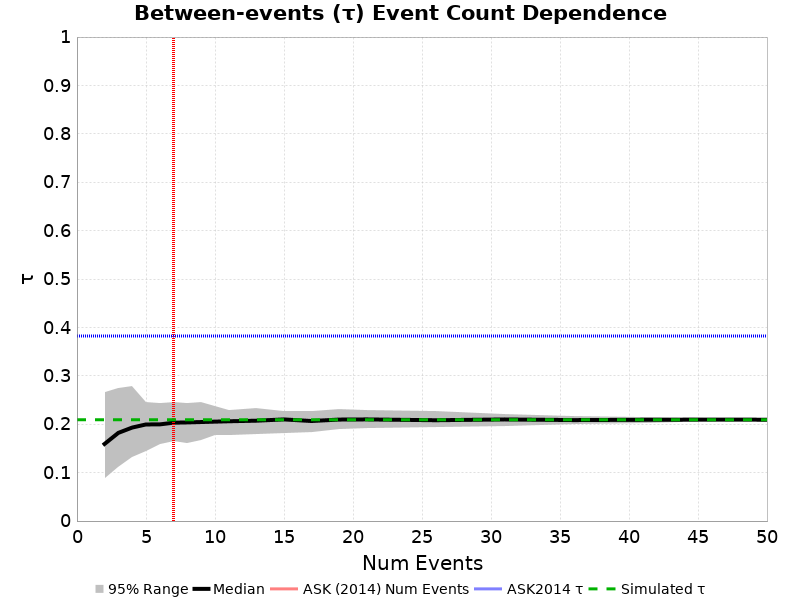 Between-events (τ) Event Count Dependence
1
0.9
0.8
0.7
0.6
0.5
0.4
0.3
0.2
0.1
0
τ
0 5 10 15 20 25 30 35 40 45 50
Num Events
95% Range Median ASK (2014) Num Events ASK2014 τ Simulated τ